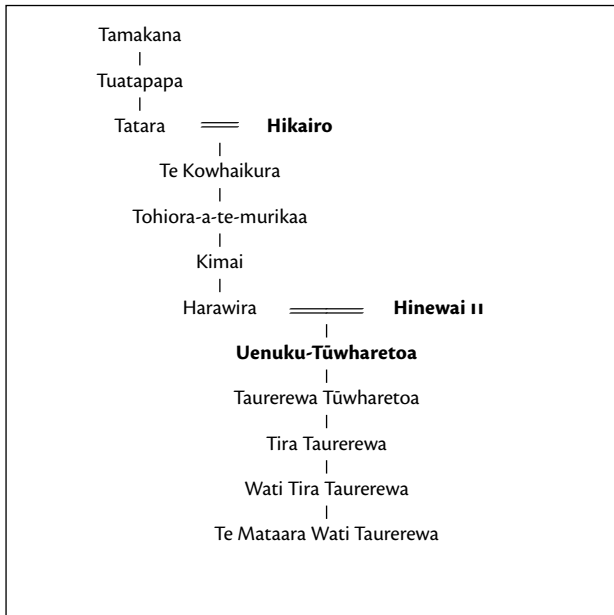 Tamakana
Tuatapapa
Tatara Hikairo
Te Kowhaikura
Tohiora-a-te-murikaa
Kimai
Harawira Hinewai II
Uenuku-Tūwharetoa
Taurerewa Tūwharetoa
Tira Taurerewa
Wati Tira Taurerewa
Te Mataara Wati Taurerewa